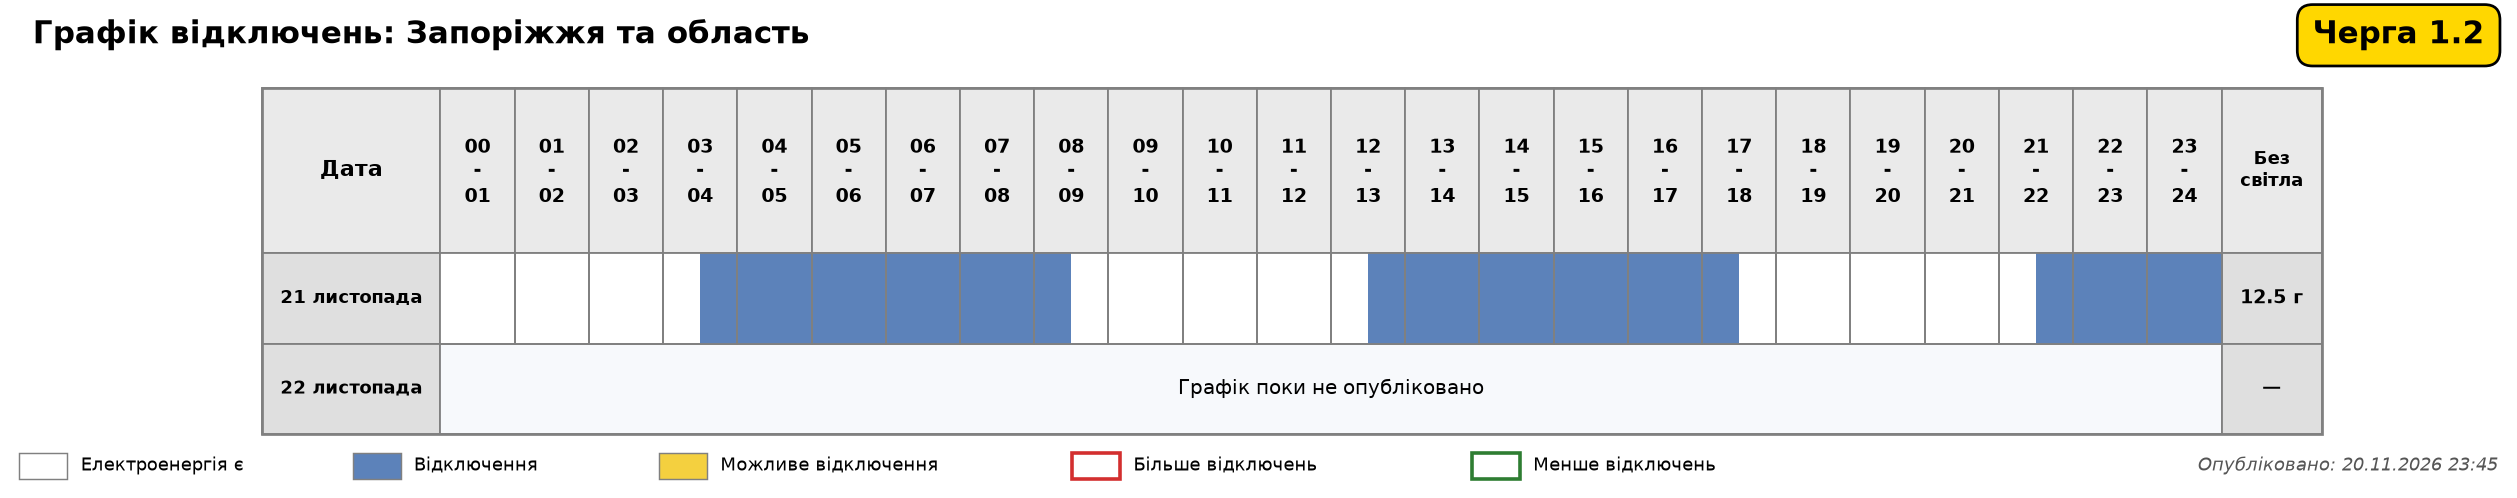 Графік відключень: Запоріжжя та область
Черга 1.2
Дата
00 - 01
01 - 02
02 - 03
03 - 04
04 - 05
05 - 06
06 - 07
07 - 08
08 - 09
09 - 10
10 - 11
11 - 12
12 - 13
13 - 14
14 - 15
15 - 16
16 - 17
17 - 18
18 - 19
19 - 20
20 - 21
21 - 22
22 - 23
23 - 24
Без
світла
21 листопада
12.5 г
22 листопада
Графік поки не опубліковано
—
Електроенергія є
Відключення
Можливе відключення
Більше відключень
Менше відключень
Опубліковано: 20.11.2026 23:45